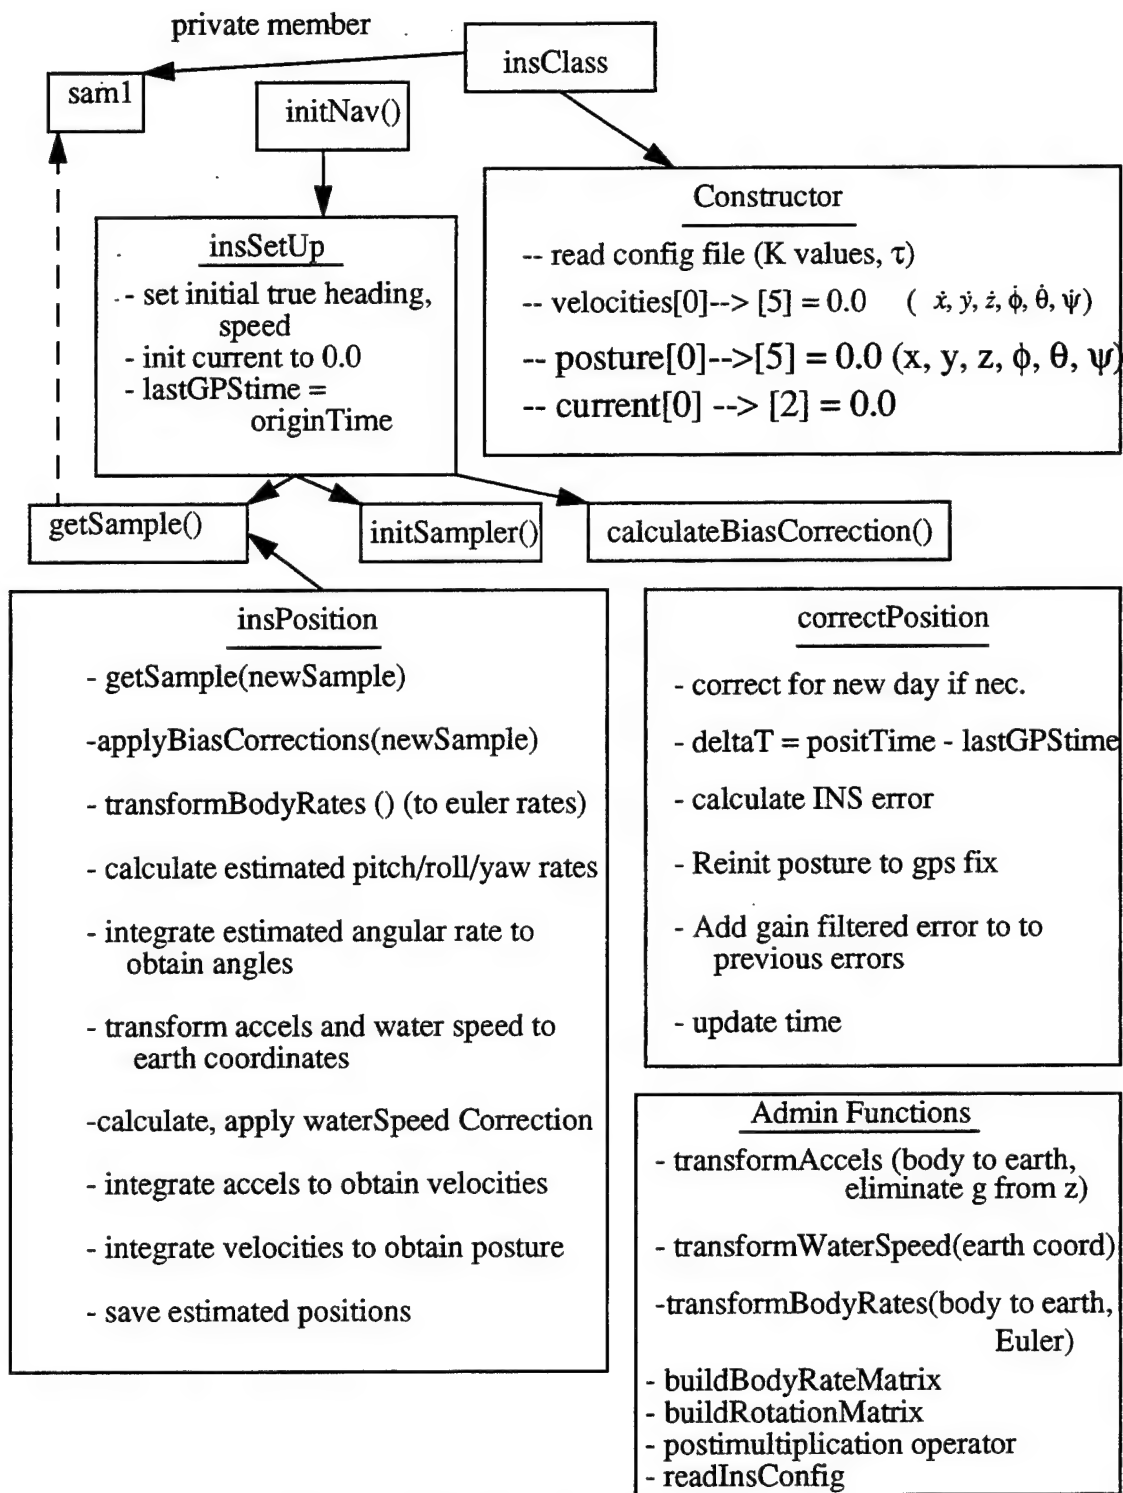 private member
insClass
sam1
initNav()
Constructor
-- read config file (K values, τ)
-- velocities[0]--> [5] = 0.0 ( ẋ, ẏ, ż, ϕ̇, θ̇, ψ̇)
-- posture[0]-->[5] = 0.0 (x, y, z, ϕ, θ, ψ)
-- current[0] --> [2] = 0.0
insSetUp
- set initial true heading,
speed
- init current to 0.0
- lastGPStime =
originTime
getSample()
initSampler()
calculateBiasCorrection()
insPosition
- getSample(newSample)
-applyBiasCorrections(newSample)
- transformBodyRates () (to euler rates)
- calculate estimated pitch/roll/yaw rates
- integrate estimated angular rate to
obtain angles
- transform accels and water speed to
earth coordinates
-calculate, apply waterSpeed Correction
- integrate accels to obtain velocities
- integrate velocities to obtain posture
- save estimated positions
correctPosition
- correct for new day if nec.
- deltaT = positTime - lastGPStime
- calculate INS error
- Reinit posture to gps fix
- Add gain filtered error to to
previous errors
- update time
Admin Functions
- transformAccels (body to earth,
eliminate g from z)
- transformWaterSpeed(earth coord)
-transformBodyRates(body to earth,
Euler)
- buildBodyRateMatrix
- buildRotationMatrix
- postimultiplication operator
- readInsConfig